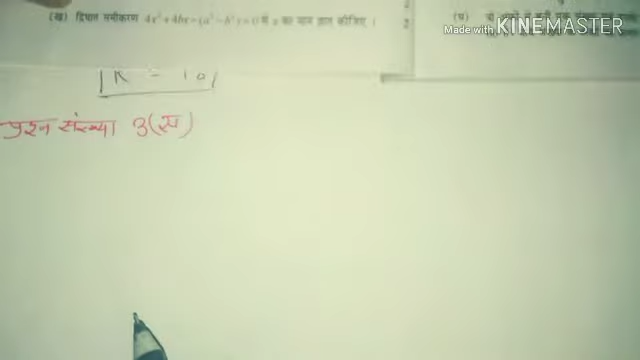 (ख) द्विघात समीकरण 4x² + 4bx - (a² - b²) = 0 में x का मान ज्ञात कीजिए ।
(घ)
Made with KINEMASTER
K = 10
प्रश्न संख्या 3(ख)